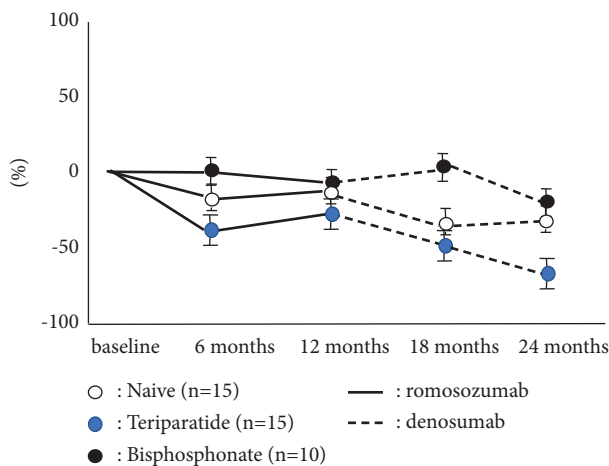 100
50
0
-50
-100
(%)
baseline 6 months 12 months 18 months 24 months
: Naive (n=15) : romosozumab
: Teriparatide (n=15) : denosumab
: Bisphosphonate (n=10)